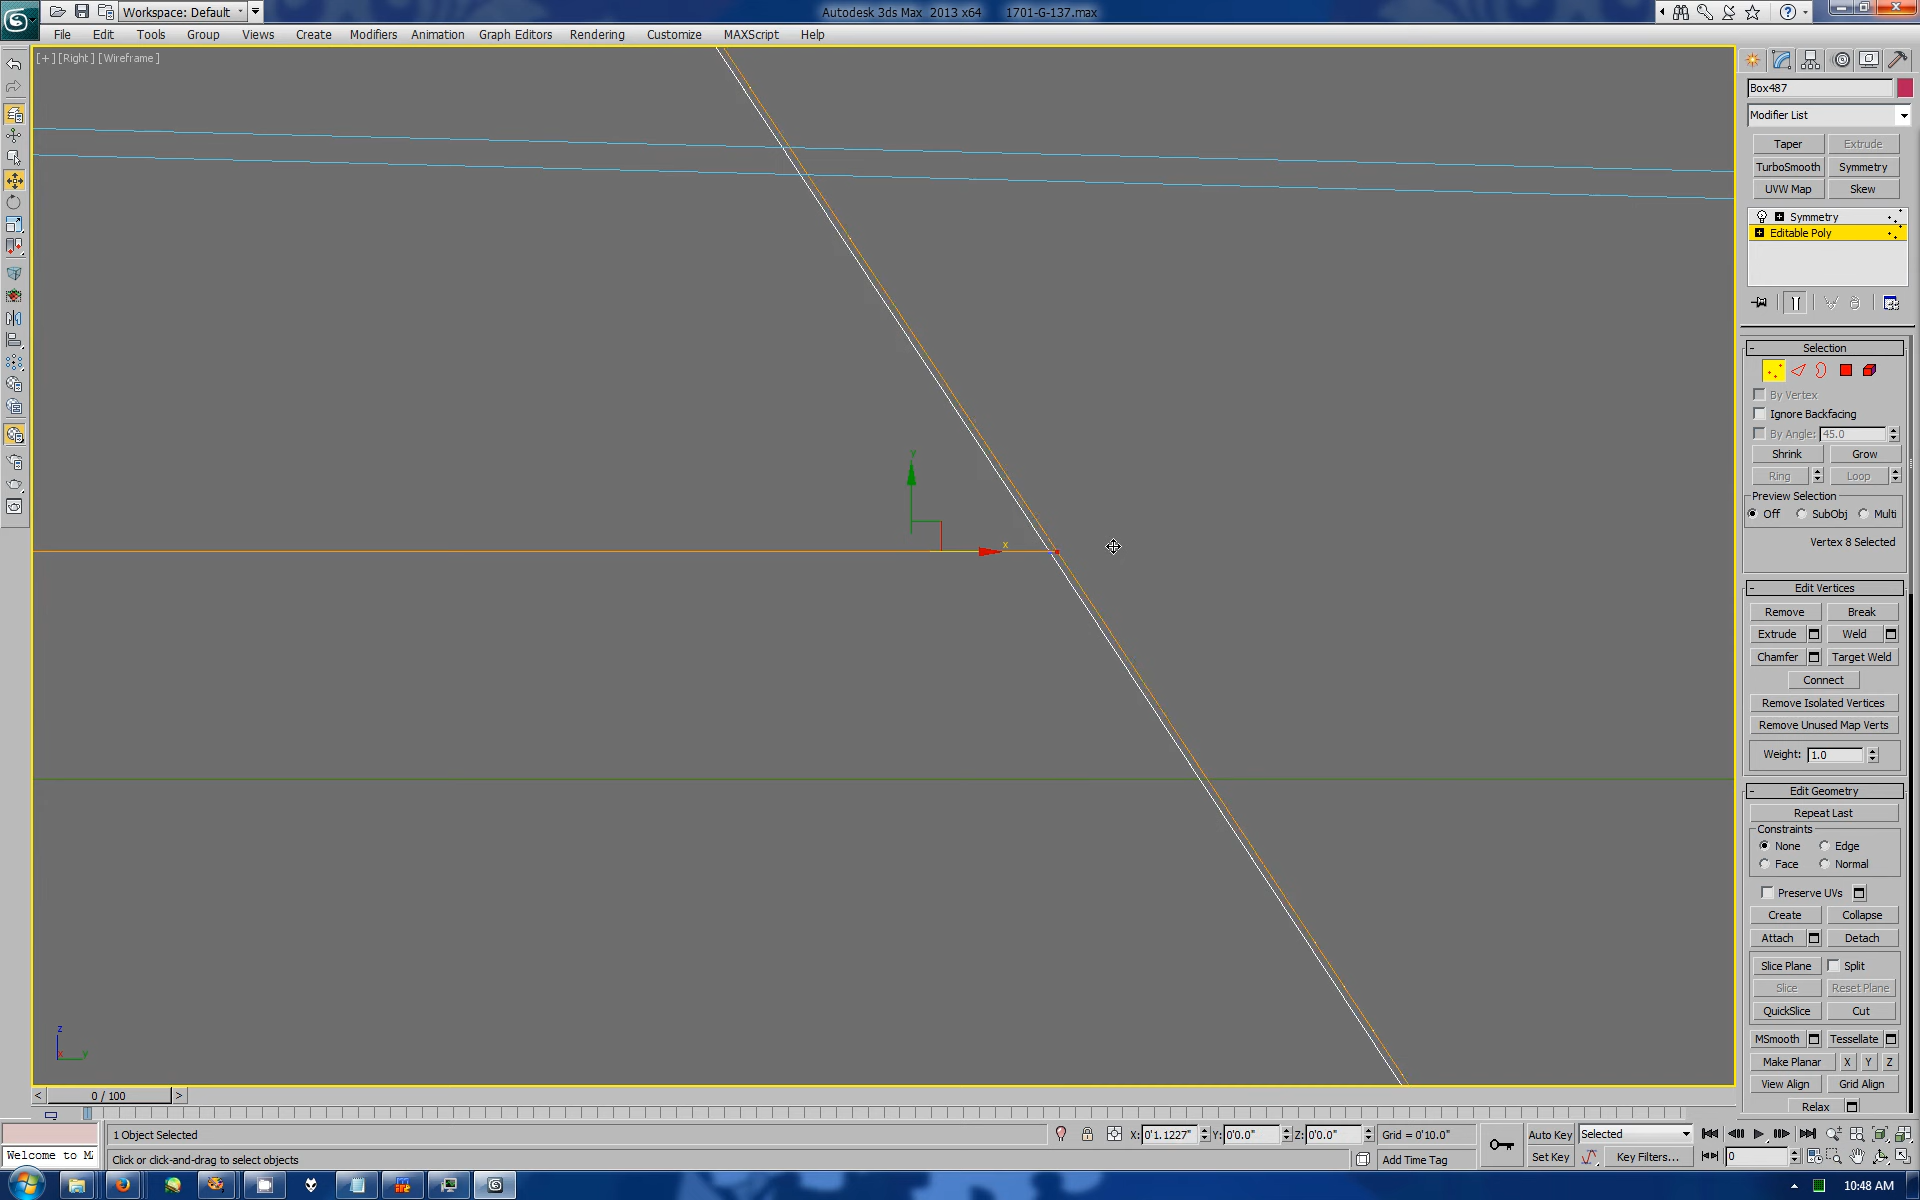 Workspace: Default
Autodesk 3ds Max 2013 x64 1701-G-137.max
File Edit Tools Group Views Create Modifiers Animation Graph Editors Rendering Customize MAXScript Help
[+] [Right] [Wireframe]
Box487
Modifier List
Taper Extrude
TurboSmooth Symmetry
UVW Map Skew
Symmetry
Editable Poly
- Selection
By Vertex
Ignore Backfacing
By Angle: 45.0
Shrink Grow
Ring Loop
Preview Selection
Off SubObj Multi
Vertex 8 Selected
- Edit Vertices
Remove Break
Extrude Weld
Chamfer Target Weld
Connect
Remove Isolated Vertices
Remove Unused Map Verts
Weight: 1.0
- Edit Geometry
Repeat Last
Constraints
None Edge
Face Normal
Preserve UVs
Create Collapse
Attach Detach
Slice Plane Split
Slice Reset Plane
QuickSlice Cut
MSmooth Tessellate
Make Planar X Y Z
View Align Grid Align
Relax
y
x
z
x y
< 0 / 100 >
1 Object Selected
X: 0'1.1227" Y: 0'0.0" Z: 0'0.0" Grid = 0'10.0"
Auto Key Selected
Welcome to M
Click or click-and-drag to select objects
Add Time Tag
Set Key Key Filters... 0
10:48 AM